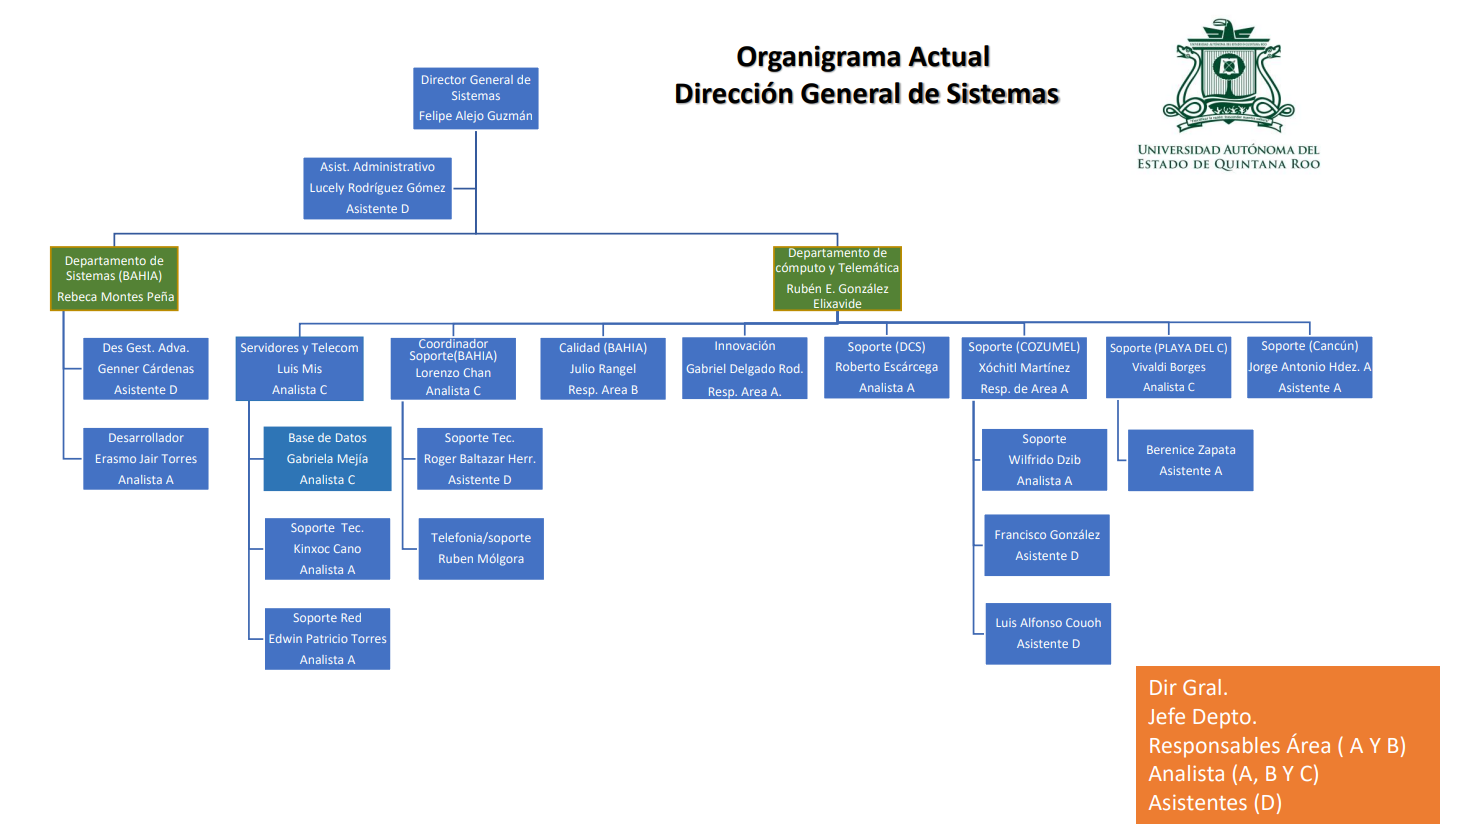 Organigrama Actual
Dirección General de Sistemas
UNIVERSIDAD AUTÓNOMA DEL
ESTADO DE QUINTANA ROO
Director General de
Sistemas
Felipe Alejo Guzmán
Asist. Administrativo
Lucely Rodríguez Gómez
Asistente D
Departamento de
Sistemas (BAHIA)
Rebeca Montes Peña
Departamento de
cómputo y Telemática
Rubén E. González
Elixavide
Des Gest. Adva.
Genner Cárdenas
Asistente D
Desarrollador
Erasmo Jair Torres
Analista A
Servidores y Telecom
Luis Mis
Analista C
Base de Datos
Gabriela Mejía
Analista C
Soporte Tec.
Kinxoc Cano
Analista A
Soporte Red
Edwin Patricio Torres
Analista A
Coordinador
Soporte(BAHIA)
Lorenzo Chan
Analista C
Soporte Tec.
Roger Baltazar Herr.
Asistente D
Telefonia/soporte
Ruben Mólgora
Calidad (BAHIA)
Julio Rangel
Resp. Area B
Innovación
Gabriel Delgado Rod.
Resp. Area A.
Soporte (DCS)
Roberto Escárcega
Analista A
Soporte (COZUMEL)
Xóchitl Martínez
Resp. de Area A
Soporte
Wilfrido Dzib
Analista A
Francisco González
Asistente D
Luis Alfonso Couoh
Asistente D
Soporte (PLAYA DEL C)
Vivaldi Borges
Analista C
Berenice Zapata
Asistente A
Soporte (Cancún)
Jorge Antonio Hdez. A
Asistente A
Dir Gral.
Jefe Depto.
Responsables Área ( A Y B)
Analista (A, B Y C)
Asistentes (D)